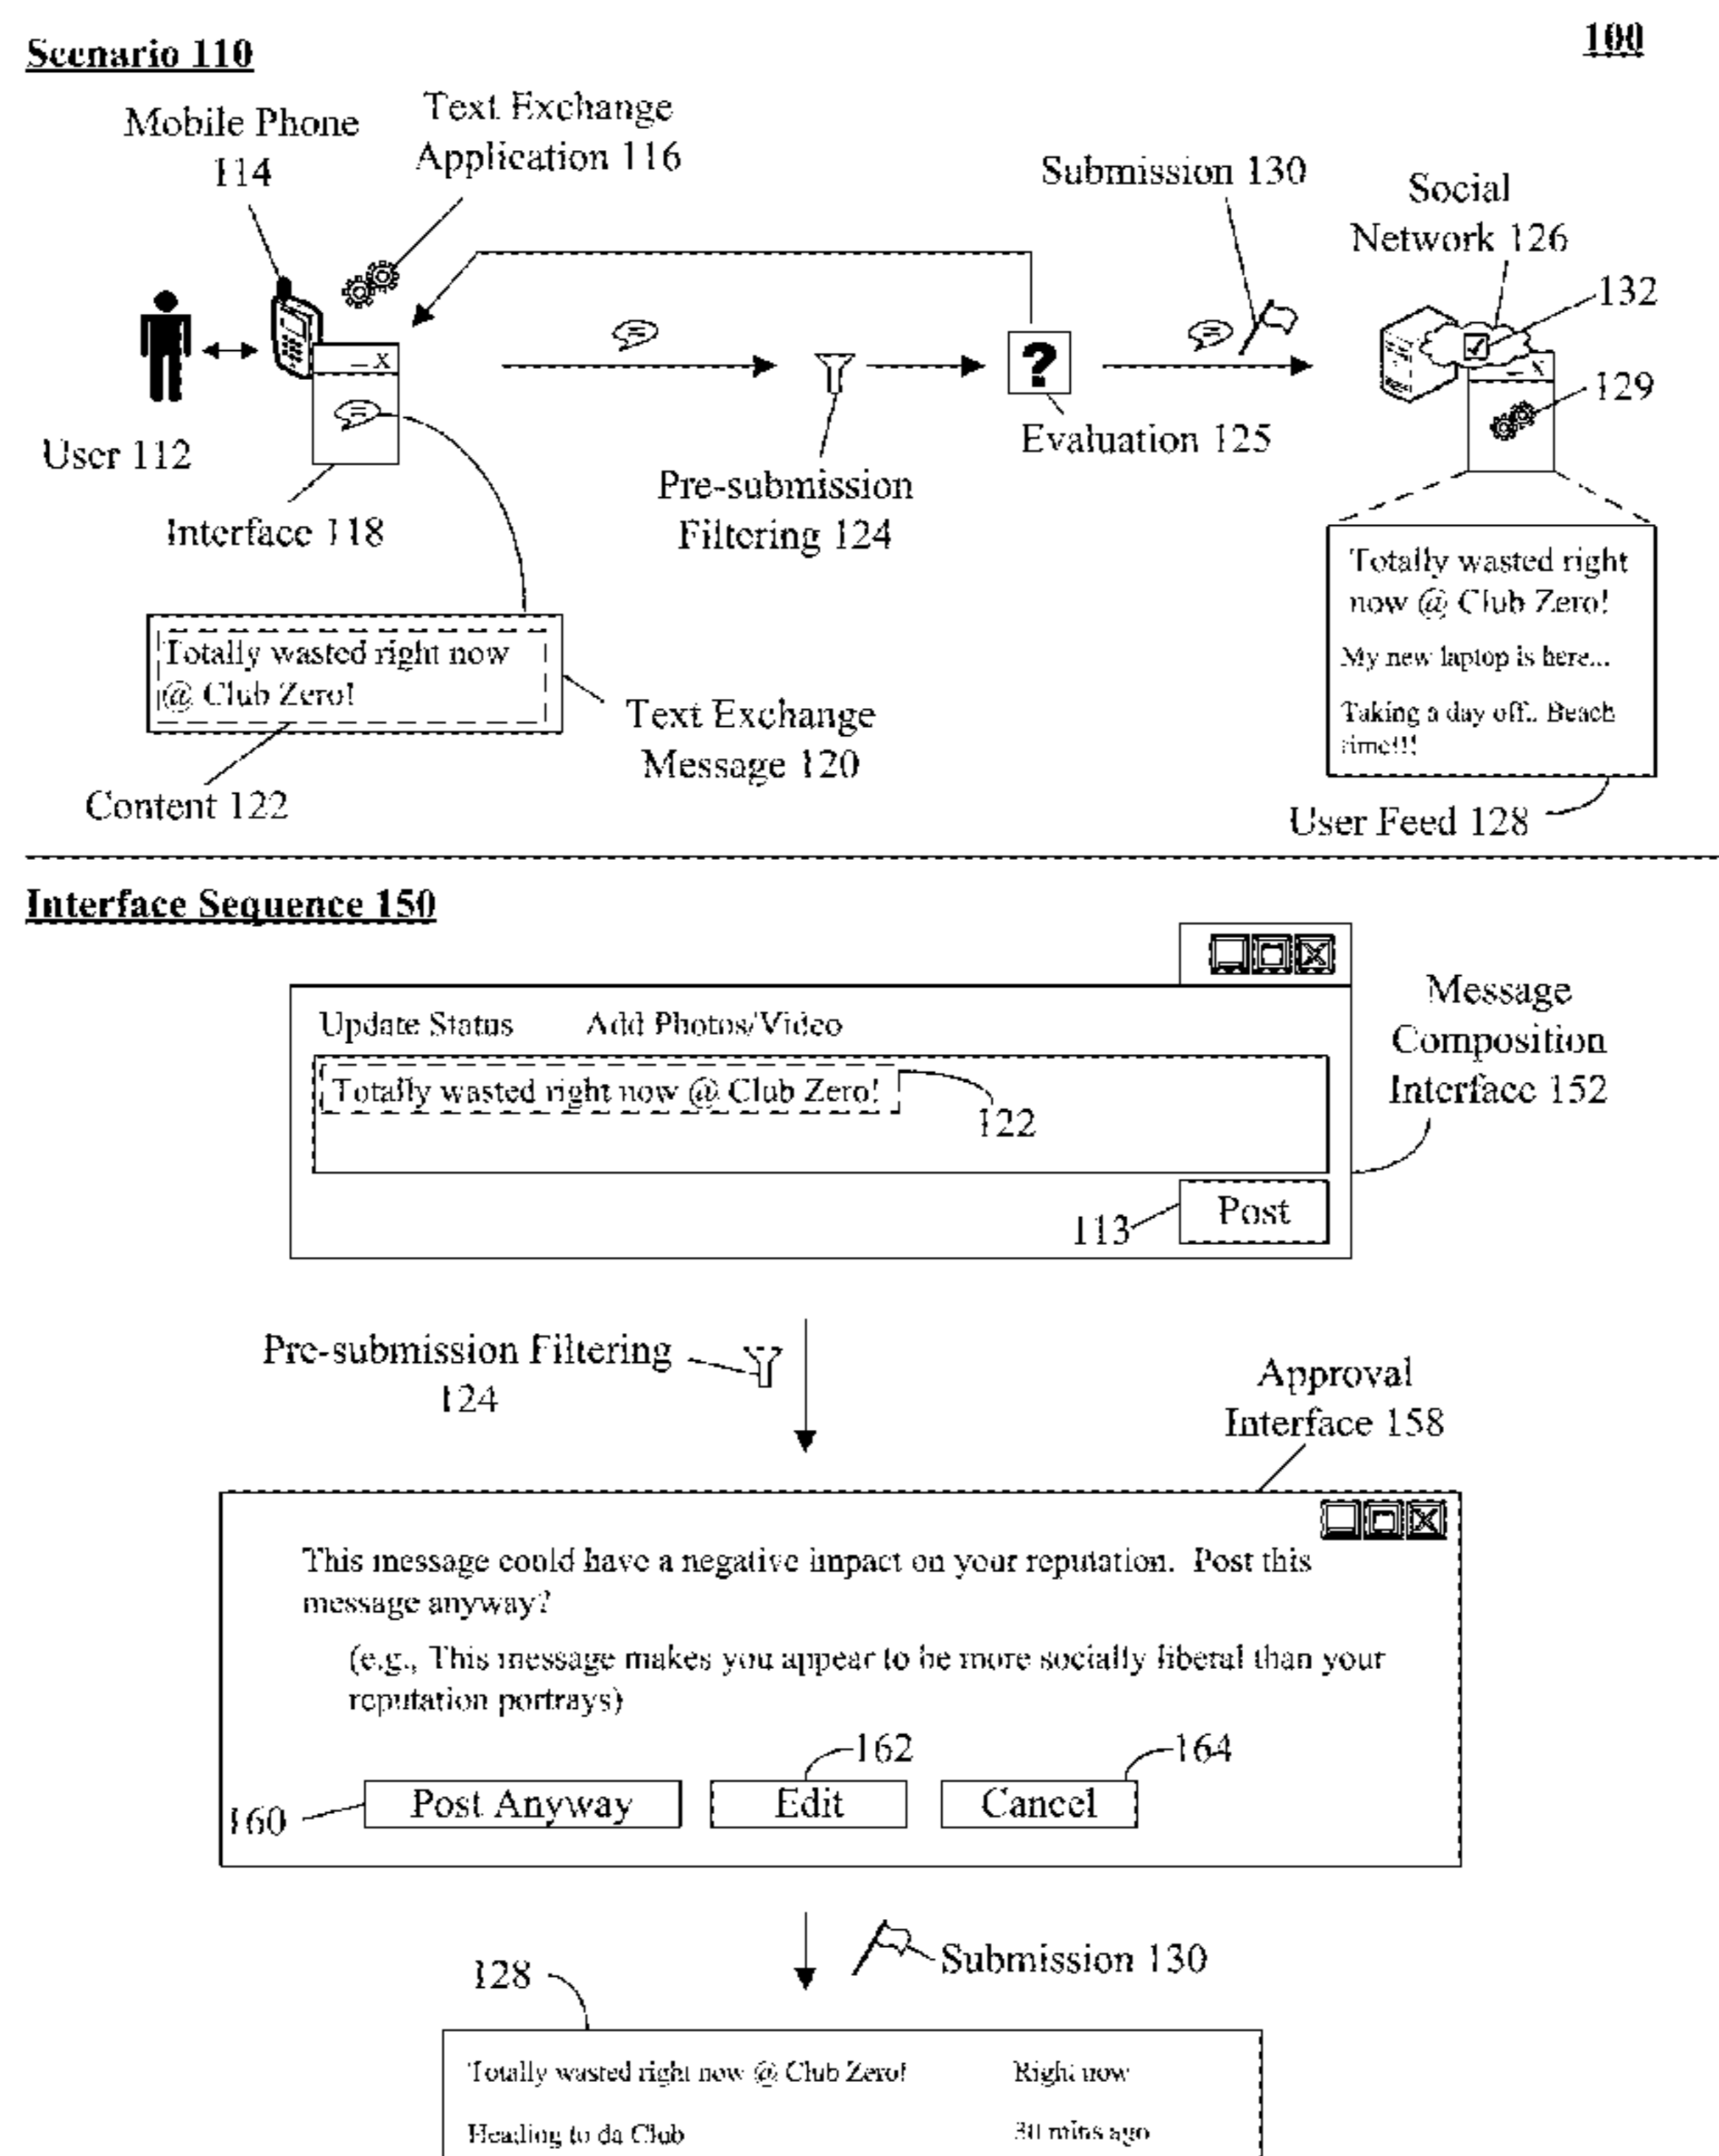 Scenario 110
100
Mobile Phone
114
Text Exchange
Application 116
Submission 130
Social
Network 126
132
129
User 112
Interface 118
Pre-submission
Filtering 124
?
Evaluation 125
Totally wasted right now
@ Club Zero!
Text Exchange
Message 120
Content 122
Totally wasted right
now @ Club Zero!
My new laptop is here...
Taking a day off.. Beach
time!!!
User Feed 128
Interface Sequence 150
Update Status Add Photos/Video
Totally wasted right now @ Club Zero!
122
Message
Composition
Interface 152
113
Post
Pre-submission Filtering
124
Approval
Interface 158
This message could have a negative impact on your reputation. Post this
message anyway?
(e.g., This message makes you appear to be more socially liberal than your
reputation portrays)
162
164
160
Post Anyway Edit Cancel
Submission 130
128
Totally wasted right now @ Club Zero! Right now
Heading to da Club 30 mins ago